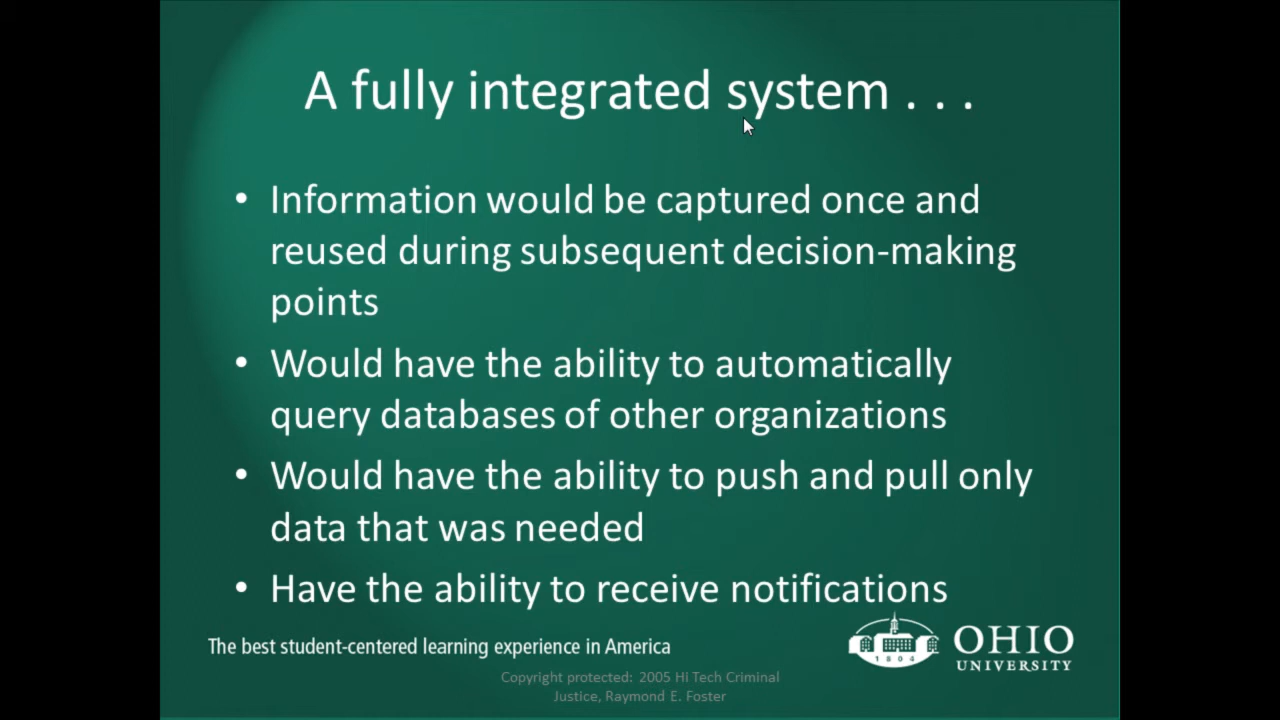 A fully integrated system . . .
• Information would be captured once and
reused during subsequent decision-making
points
• Would have the ability to automatically
query databases of other organizations
• Would have the ability to push and pull only
data that was needed
• Have the ability to receive notifications
The best student-centered learning experience in America
1804
OHIO
UNIVERSITY
Copyright protected: 2005 Hi Tech Criminal
Justice, Raymond E. Foster